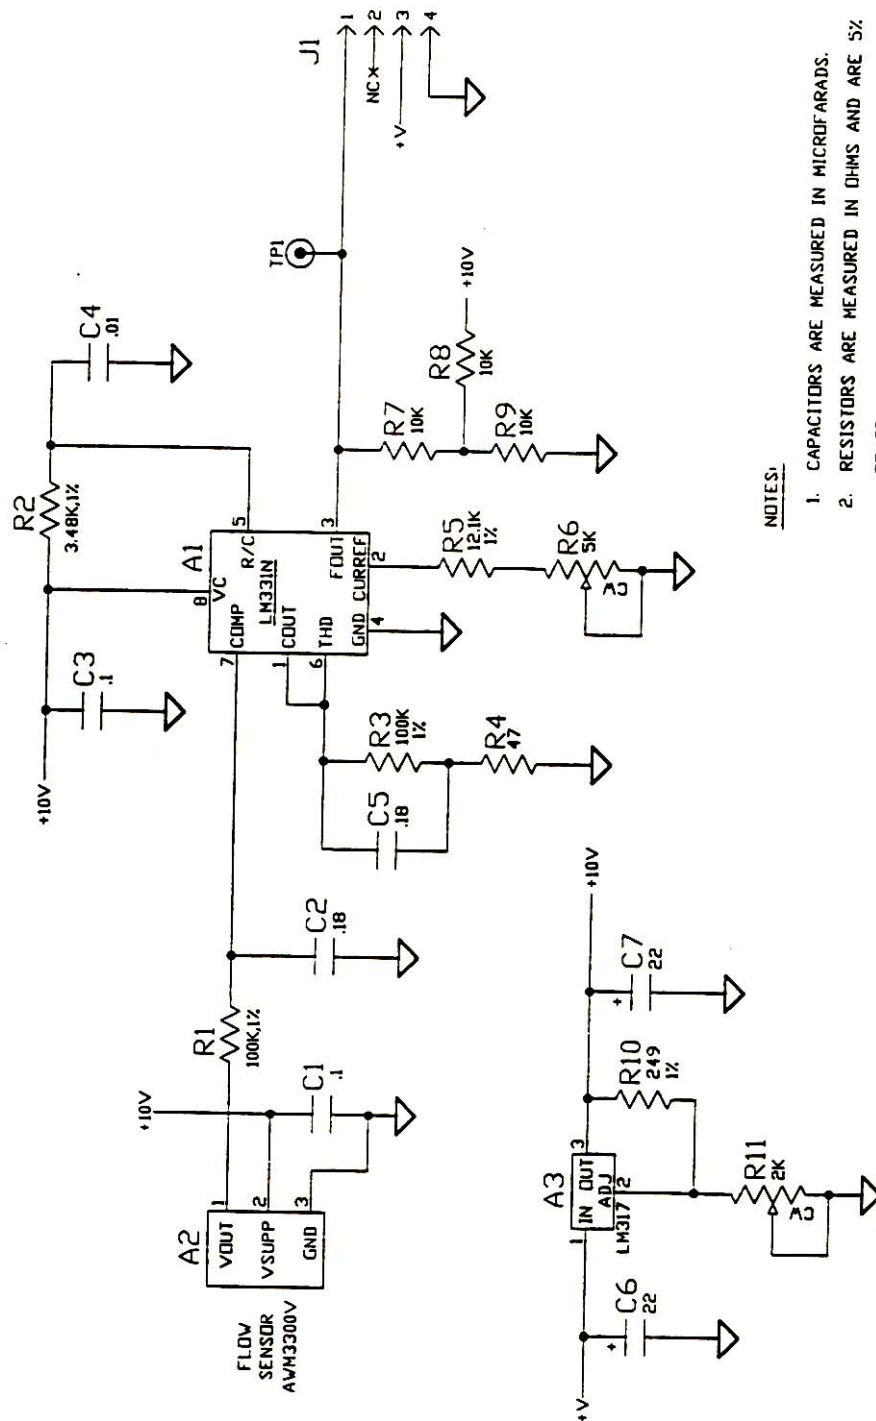 +10V
C3
.1
R2
3.48K,1%
C4
.01
A1
8
VC
5
R/C
7
COMP
LM331N
1
COUT
6
THD
GND
4
CURREF
2
FOUT
3
TP1
J1
1
2
3
4
NC
+V
R7
10K
R8
10K
+10V
R9
10K
R5
12.1K
1%
R6
5K
CW
R3
100K
1%
C5
.18
R4
47
C2
.18
R1
100K,1%
+10V
C1
.1
A2
VOUT
1
VSUPP
2
GND
3
FLOW
SENSOR
AWM3300V
+V
C6
22
+
A3
1
IN
OUT
3
ADJ
2
LM317
R10
249
1%
R11
2K
CW
C7
22
+
+10V
NOTES:
1. CAPACITORS ARE MEASURED IN MICROFARADS.
2. RESISTORS ARE MEASURED IN OHMS AND ARE 5%